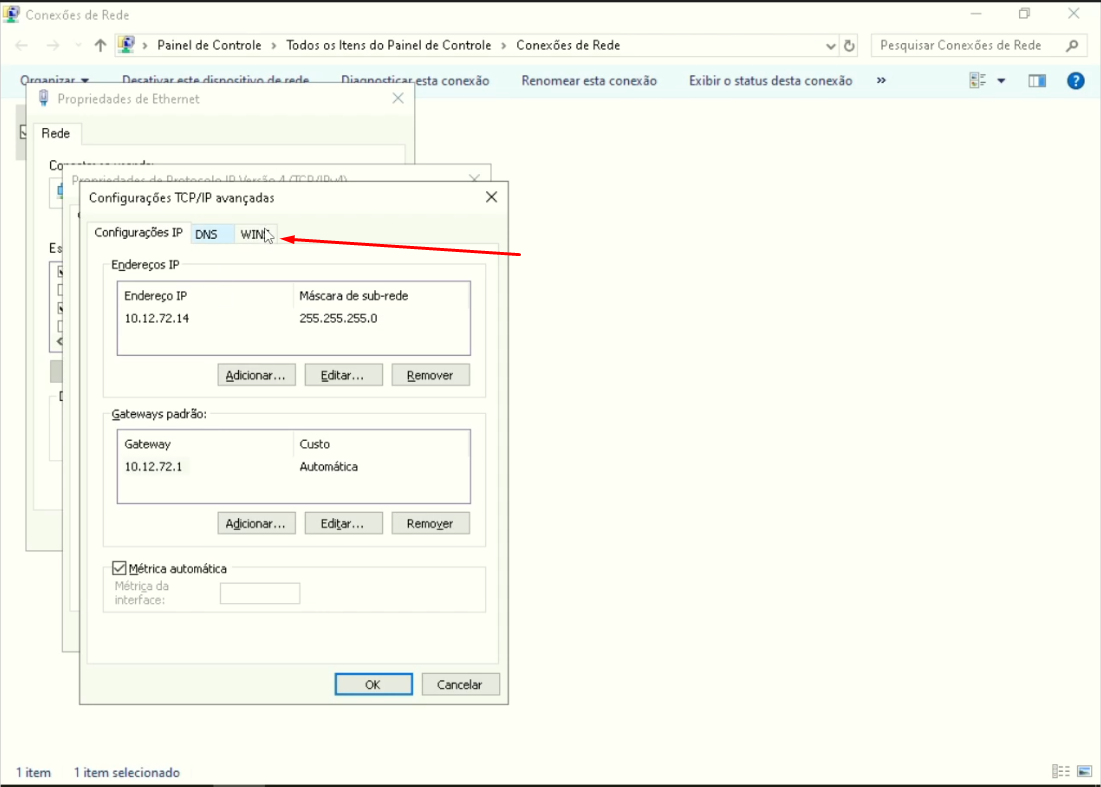 Conexões de Rede
Painel de Controle > Todos os Itens do Painel de Controle > Conexões de Rede
Pesquisar Conexões de Rede
Organizar Desativar este dispositivo de rede Diagnosticar esta conexão Renomear esta conexão Exibir o status desta conexão »
Propriedades de Ethernet
Rede
Propriedades de Protocolo IP Versão 4 (TCP/IPv4)
Configurações TCP/IP avançadas
Configurações IP DNS WINS
Endereços IP
Endereço IP Máscara de sub-rede
10.12.72.14 255.255.255.0
Adicionar... Editar... Remover
Gateways padrão:
Gateway Custo
10.12.72.1 Automática
Adicionar... Editar... Remover
Métrica automática
Métrica da
interface:
OK Cancelar
1 item 1 item selecionado